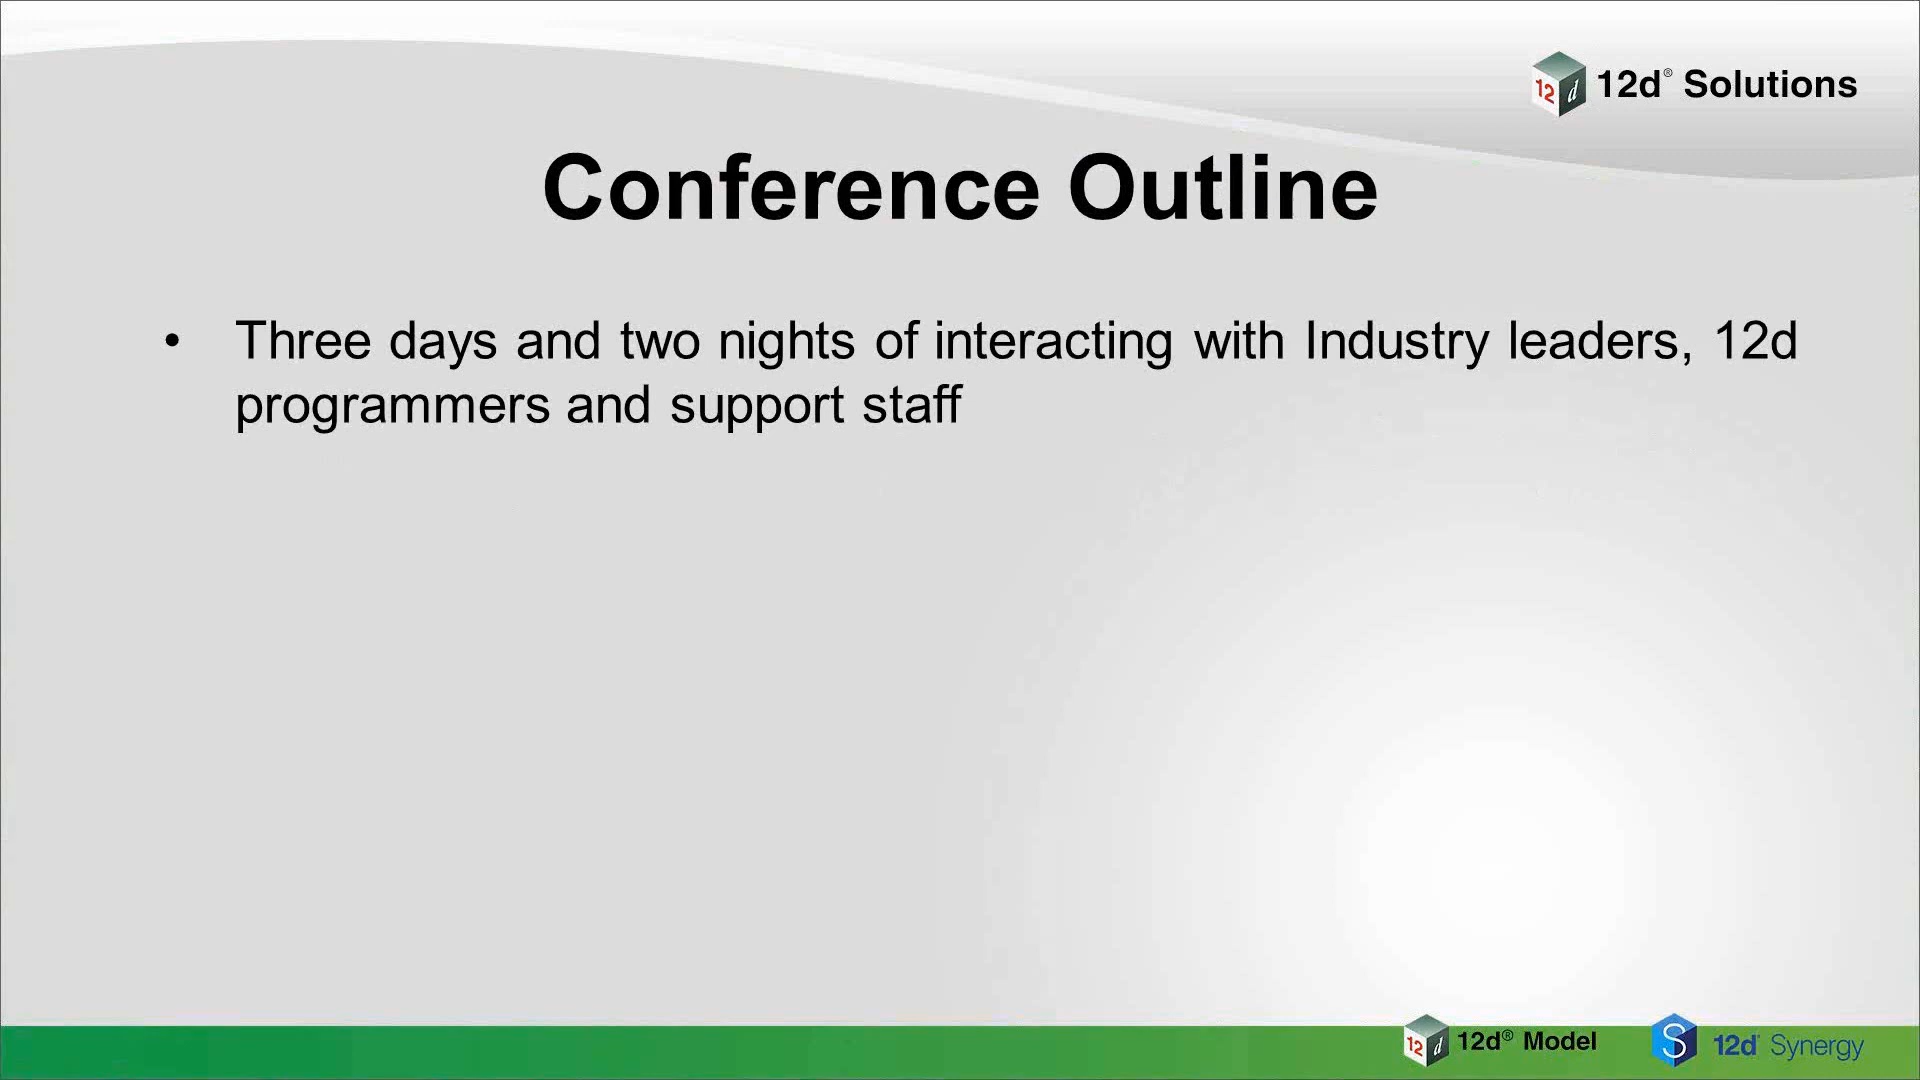 12d® Solutions
Conference Outline
• Three days and two nights of interacting with Industry leaders, 12d
programmers and support staff
12d® Model
12d Synergy